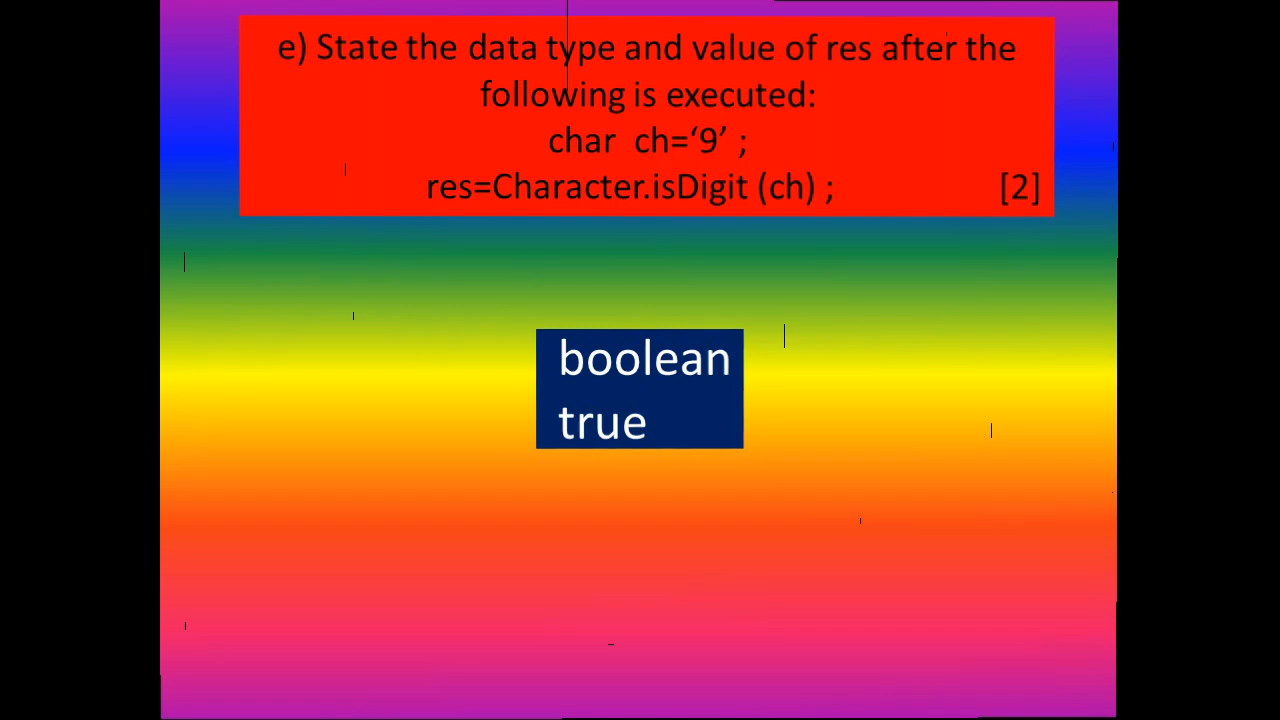 e) State the data type and value of res after the
following is executed:
char ch=‘9’ ;
res=Character.isDigit (ch) ; [2]
boolean
true